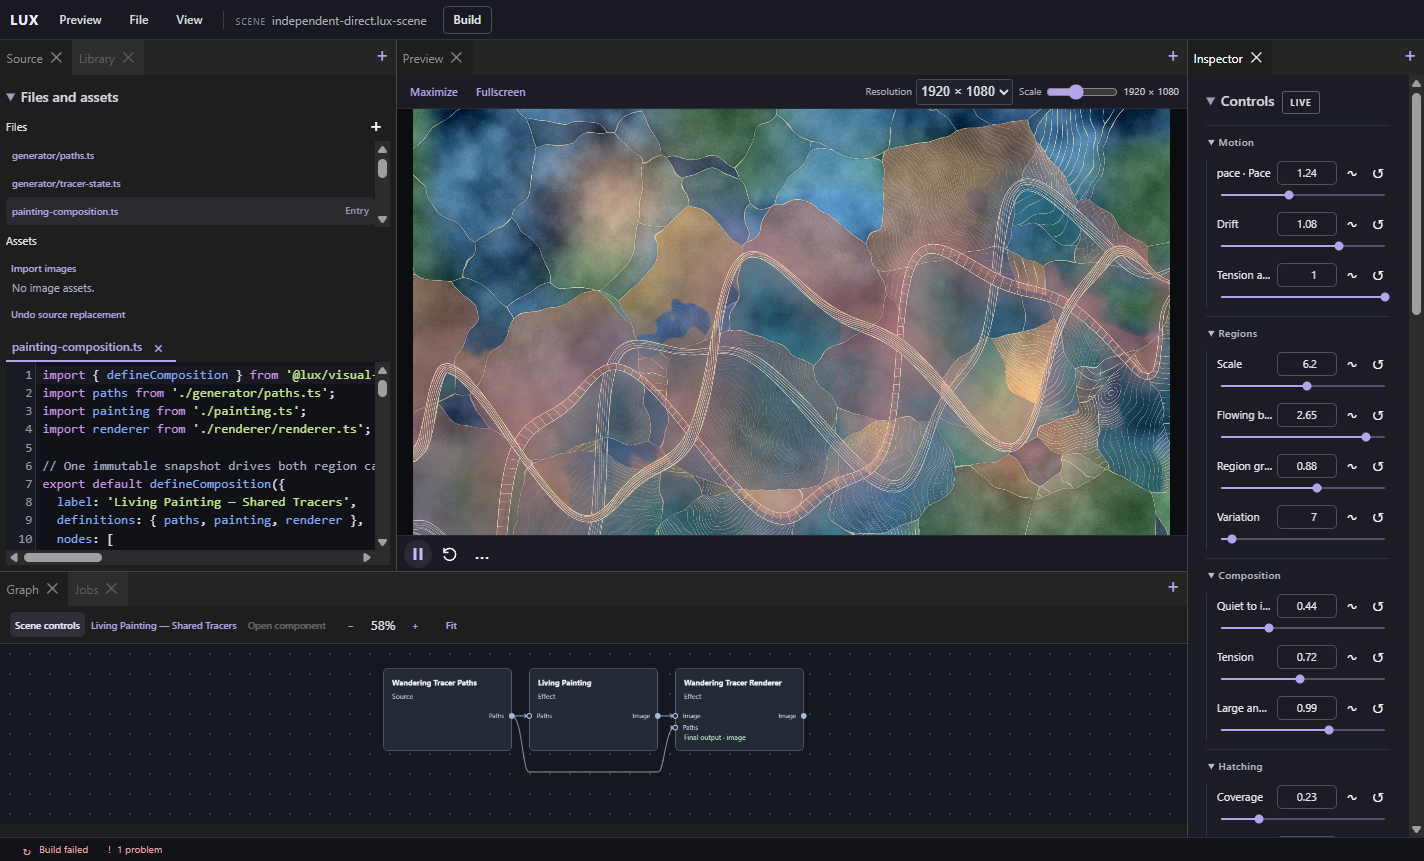 LUX Preview File View SCENE independent-direct.lux-scene Build
Source Library +
Files and assets
Files +
generator/paths.ts
generator/tracer-state.ts
painting-composition.ts Entry
Assets
Import images
No image assets.
Undo source replacement
painting-composition.ts ×
1 import { defineComposition } from '@lux/visual-
2 import paths from './generator/paths.ts';
3 import painting from './painting.ts';
4 import renderer from './renderer/renderer.ts';
5
6 // One immutable snapshot drives both region ca
7 export default defineComposition({
8 label: 'Living Painting — Shared Tracers',
9 definitions: { paths, painting, renderer },
10 nodes: [
Preview +
Maximize Fullscreen Resolution 1920 × 1080 Scale 1920 × 1080
...
Graph Jobs +
Scene controls Living Painting — Shared Tracers Open component − 58% + Fit
Wandering Tracer Paths
Source
Paths
Living Painting
Effect
Paths Image
Wandering Tracer Renderer
Effect
Image Image
Paths
Final output · image
Inspector +
Controls LIVE
Motion
pace · Pace 1.24
Drift 1.08
Tension a... 1
Regions
Scale 6.2
Flowing b... 2.65
Region gr... 0.88
Variation 7
Composition
Quiet to i... 0.44
Tension 0.72
Large an... 0.99
Hatching
Coverage 0.23
Build failed ! 1 problem